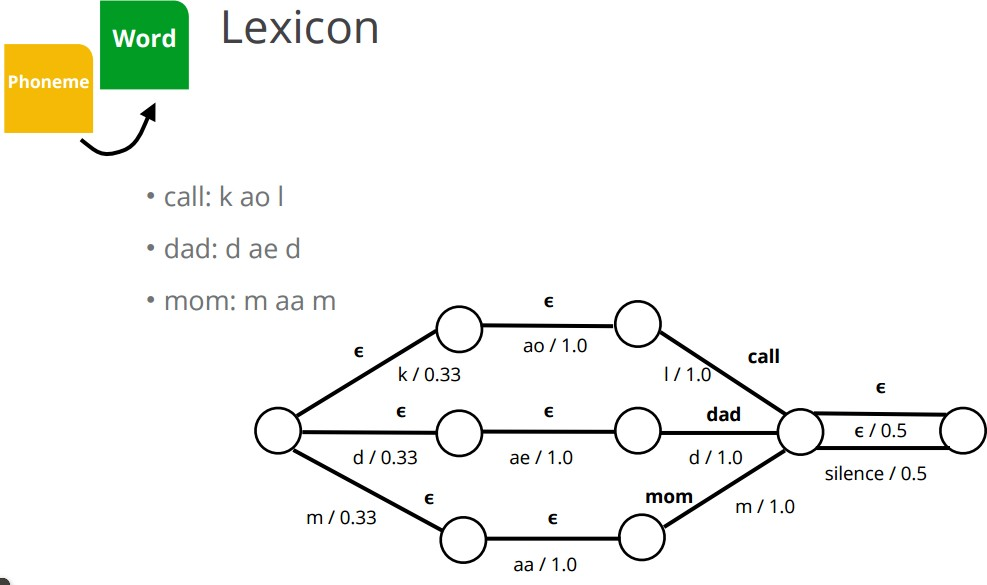 Word
Lexicon
Phoneme
• call: k ao l
• dad: d ae d
• mom: m aa m
ϵ
ao / 1.0
ϵ
k / 0.33
l / 1.0
call
ϵ
ϵ / 0.5
silence / 0.5
ϵ
d / 0.33
ϵ
ae / 1.0
dad
d / 1.0
m / 0.33
ϵ
ϵ
aa / 1.0
mom
m / 1.0